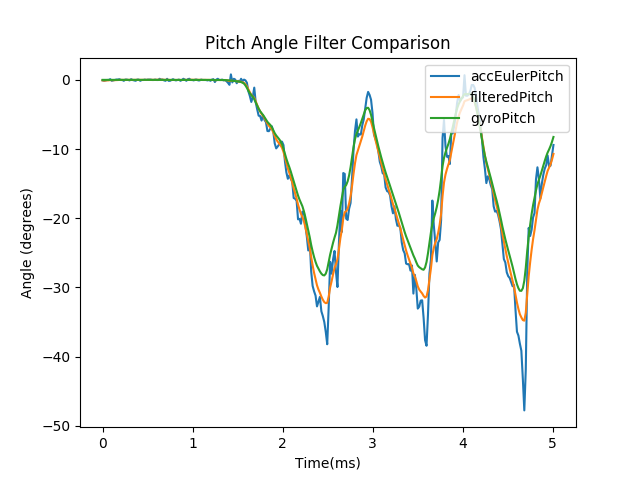 Pitch Angle Filter Comparison
accEulerPitch
filteredPitch
gyroPitch
Angle (degrees)
0
−10
−20
−30
−40
−50
0 1 2 3 4 5
Time(ms)